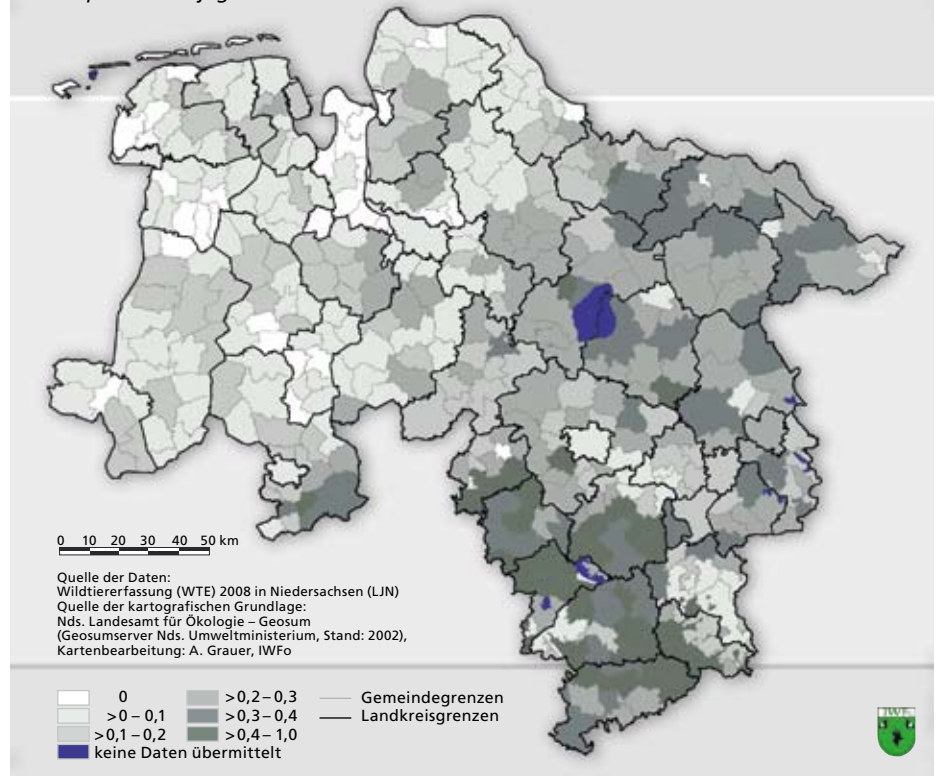 0 10 20 30 40 50 km
Quelle der Daten:
Wildtiererfassung (WTE) 2008 in Niedersachsen (LJN)
Quelle der kartografischen Grundlage:
Nds. Landesamt für Ökologie – Geosum
(Geosumserver Nds. Umweltministerium, Stand: 2002),
Kartenbearbeitung: A. Grauer, IWFo
0
>0 – 0,1
>0,1 – 0,2
keine Daten übermittelt
>0,2 – 0,3
>0,3 – 0,4
>0,4 – 1,0
Gemeindegrenzen
Landkreisgrenzen